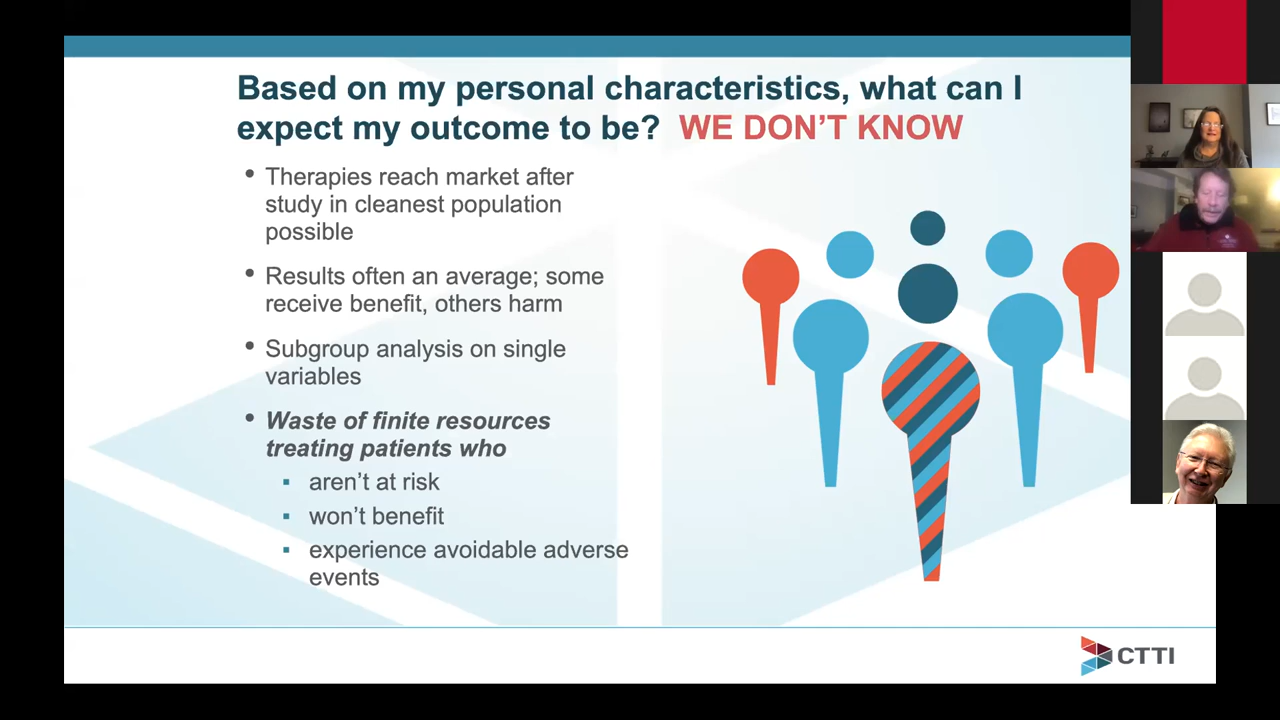 Based on my personal characteristics, what can I
expect my outcome to be? WE DON'T KNOW
• Therapies reach market after
study in cleanest population
possible
• Results often an average; some
receive benefit, others harm
• Subgroup analysis on single
variables
• Waste of finite resources
treating patients who
▪ aren't at risk
▪ won't benefit
▪ experience avoidable adverse
events
CTTI